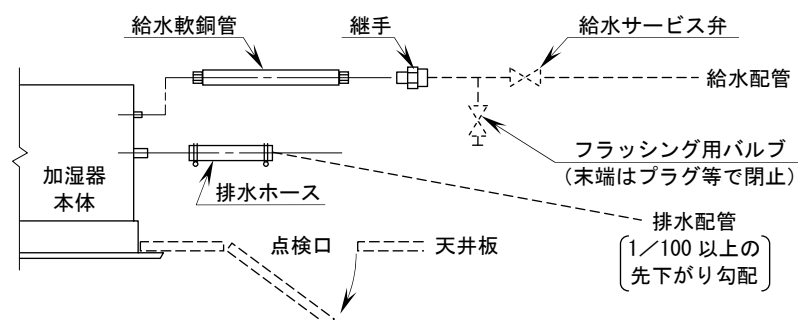 給水軟銅管
継手
給水サービス弁
給水配管
フラッシング用バルブ
(末端はプラグ等で閉止)
加湿器
本体
排水ホース
排水配管
1/100 以上の
先下がり勾配
点検口
天井板